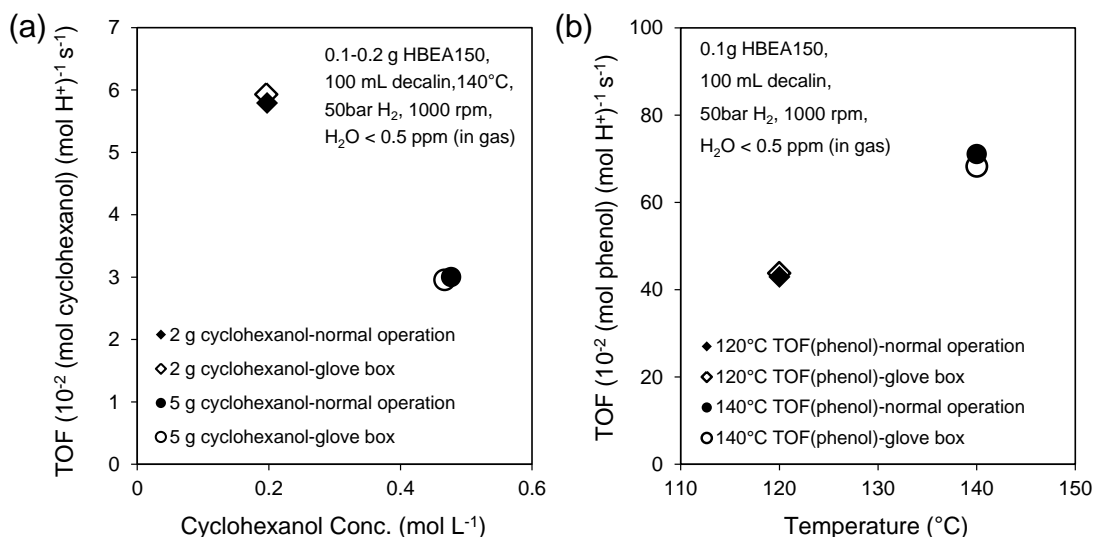 (a)
TOF (10⁻² (mol cyclohexanol) (mol H⁺)⁻¹ s⁻¹)
7
6
5
4
3
2
1
0
0.1-0.2 g HBEA150,
100 mL decalin,140°C,
50bar H₂, 1000 rpm,
H₂O < 0.5 ppm (in gas)
2 g cyclohexanol-normal operation
2 g cyclohexanol-glove box
5 g cyclohexanol-normal operation
5 g cyclohexanol-glove box
0 0.2 0.4 0.6
Cyclohexanol Conc. (mol L⁻¹)
(b)
TOF (10⁻² (mol phenol) (mol H⁺)⁻¹ s⁻¹)
100
80
60
40
20
0
0.1g HBEA150,
100 mL decalin,
50bar H₂, 1000 rpm,
H₂O < 0.5 ppm (in gas)
120°C TOF(phenol)-normal operation
120°C TOF(phenol)-glove box
140°C TOF(phenol)-normal operation
140°C TOF(phenol)-glove box
110 120 130 140 150
Temperature (°C)